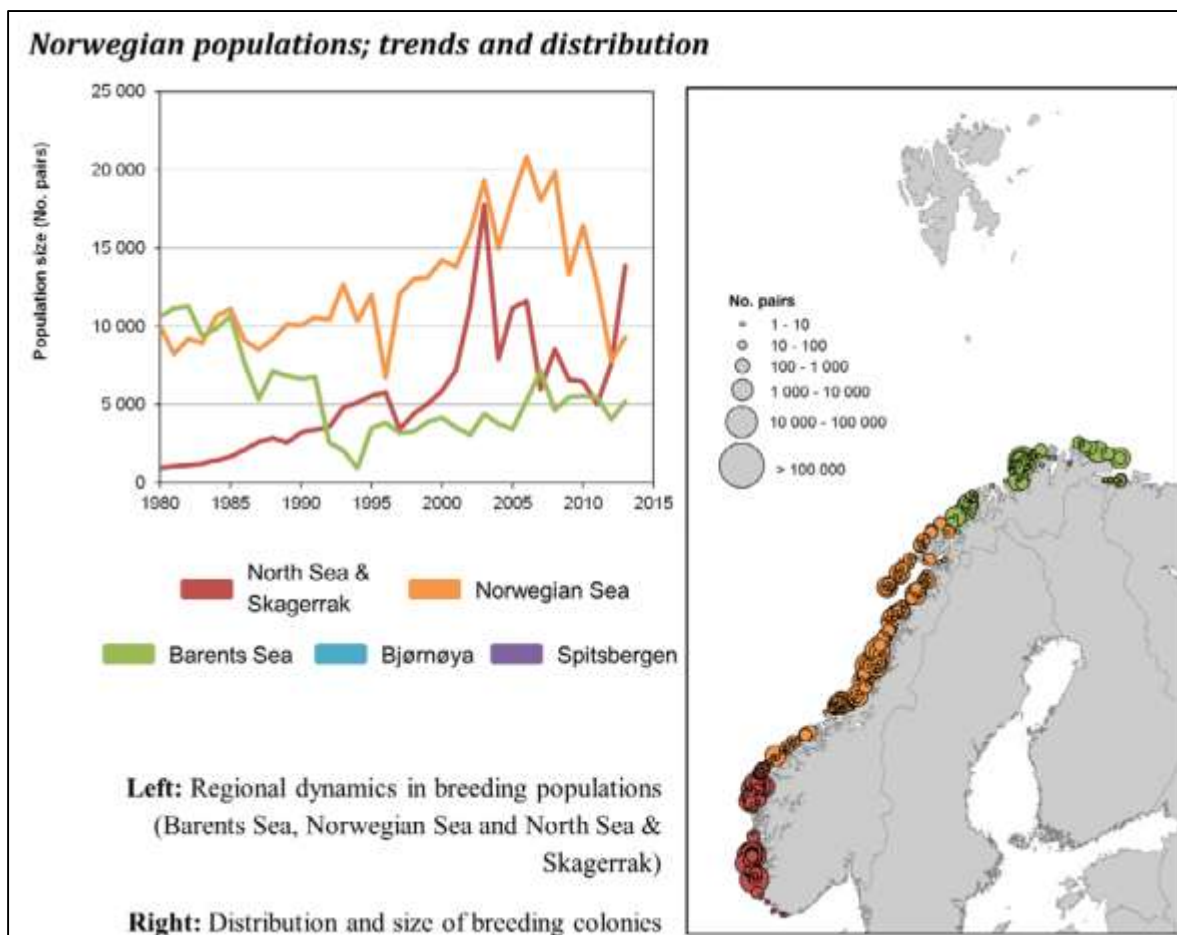 Norwegian populations; trends and distribution
25 000
20 000
15 000
10 000
5 000
0
Population size (No. pairs)
1980 1985 1990 1995 2000 2005 2010 2015
North Sea &
Skagerrak
Norwegian Sea
Barents Sea
Bjørnøya
Spitsbergen
No. pairs
1 - 10
10 - 100
100 - 1 000
1 000 - 10 000
10 000 - 100 000
> 100 000
Left: Regional dynamics in breeding populations
(Barents Sea, Norwegian Sea and North Sea &
Skagerrak)
Right: Distribution and size of breeding colonies